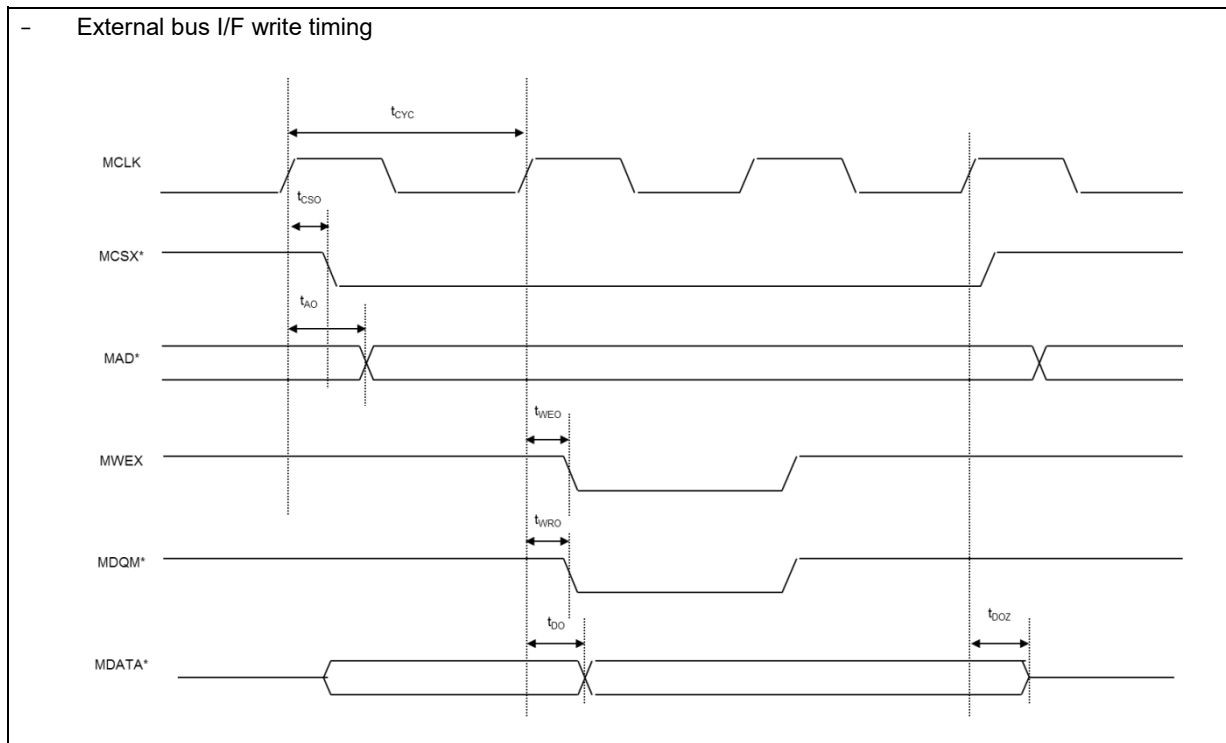 – External bus I/F write timing
tCYC
MCLK
tCSO
MCSX*
tAO
MAD*
tWEO
MWEX
tWRO
MDQM*
tDO
tDOZ
MDATA*